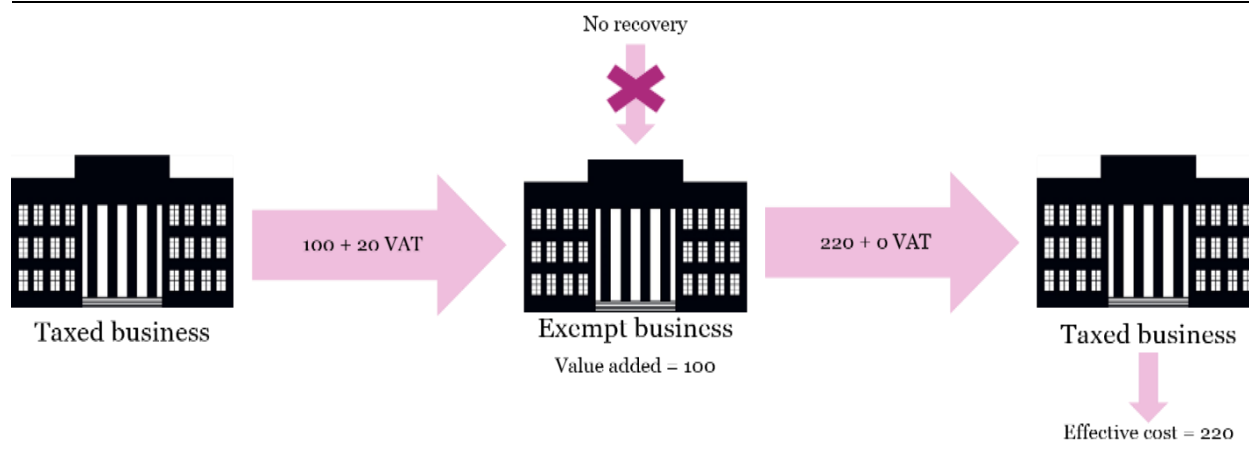 No recovery
100 + 20 VAT
220 + 0 VAT
Taxed business
Exempt business
Taxed business
Value added = 100
Effective cost = 220